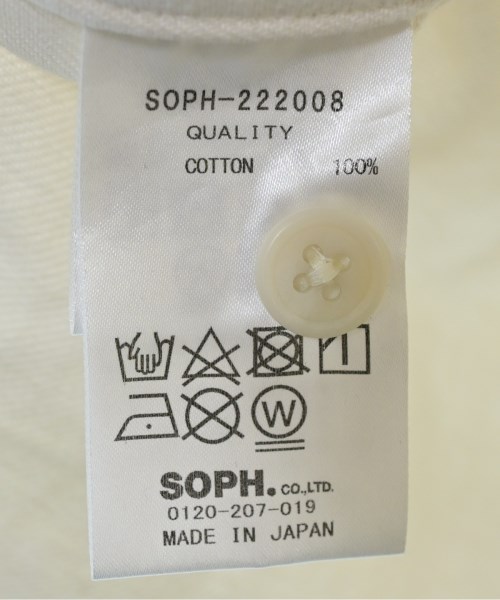 SOPH-222008
QUALITY
COTTON 100%
W
SOPH. CO.,LTD.
0120-207-019
MADE IN JAPAN